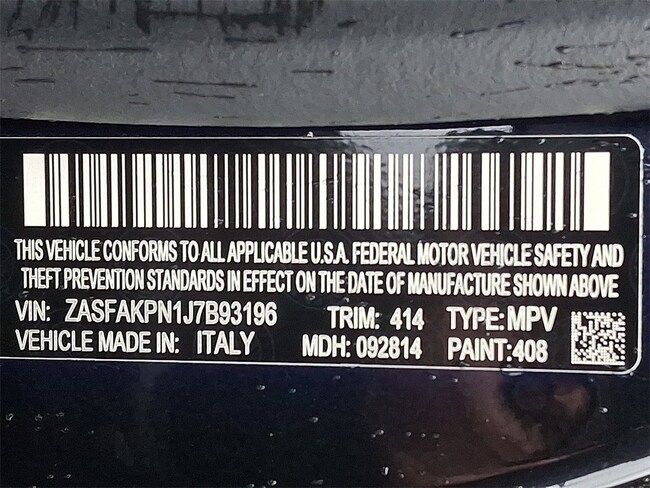 THIS VEHICLE CONFORMS TO ALL APPLICABLE U.S.A. FEDERAL MOTOR VEHICLE SAFETY AND
THEFT PREVENTION STANDARDS IN EFFECT ON THE DATE OF MANUFACTURE SHOWN ABOVE
VIN: ZASFAKPN1J7B93196 TRIM: 414 TYPE: MPV
VEHICLE MADE IN: ITALY MDH: 092814 PAINT: 408